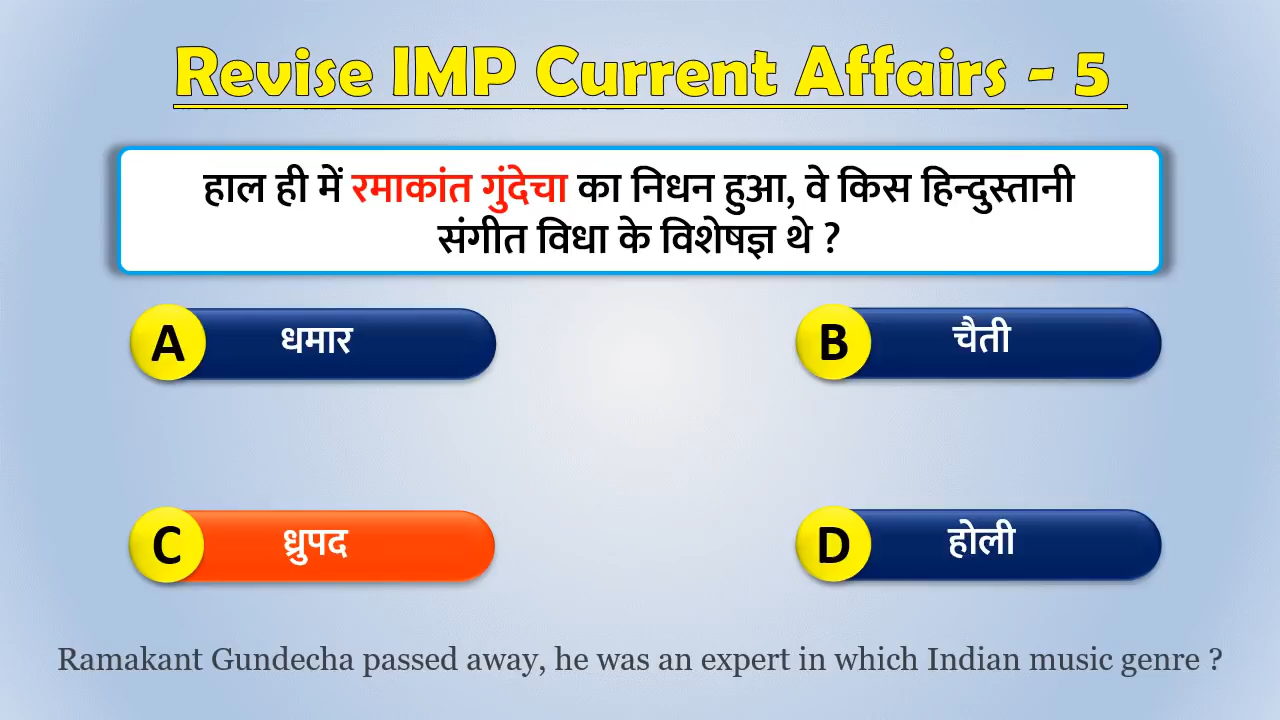 Revise IMP Current Affairs - 5
हाल ही में रमाकांत गुंदेचा का निधन हुआ, वे किस हिन्दुस्तानी
संगीत विधा के विशेषज्ञ थे ?
A धमार
B चैती
C ध्रुपद
D होली
Ramakant Gundecha passed away, he was an expert in which Indian music genre ?